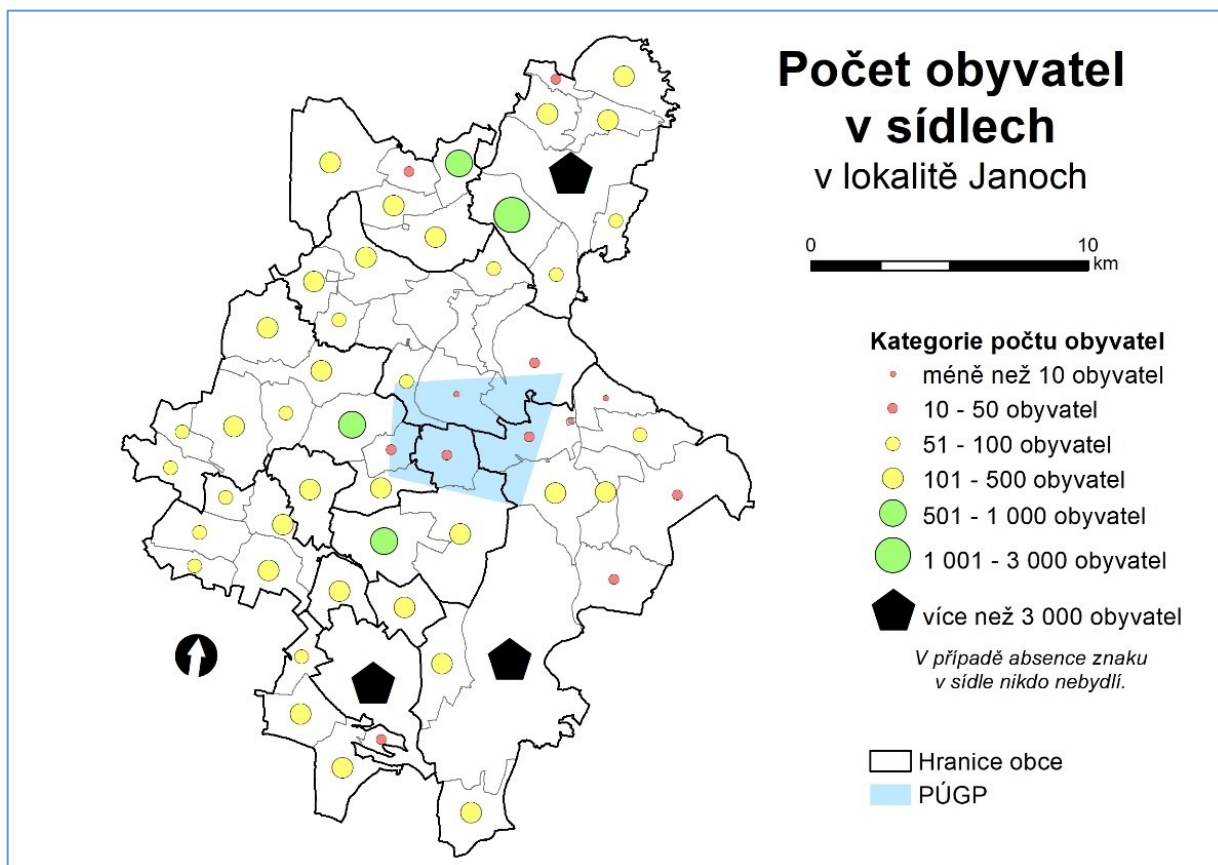 Počet obyvatel
v sídlech
v lokalitě Janoch
0 10
km
Kategorie počtu obyvatel
méně než 10 obyvatel
10 - 50 obyvatel
51 - 100 obyvatel
101 - 500 obyvatel
501 - 1 000 obyvatel
1 001 - 3 000 obyvatel
více než 3 000 obyvatel
V případě absence znaku
v sídle nikdo nebydlí.
Hranice obce
PÚGP